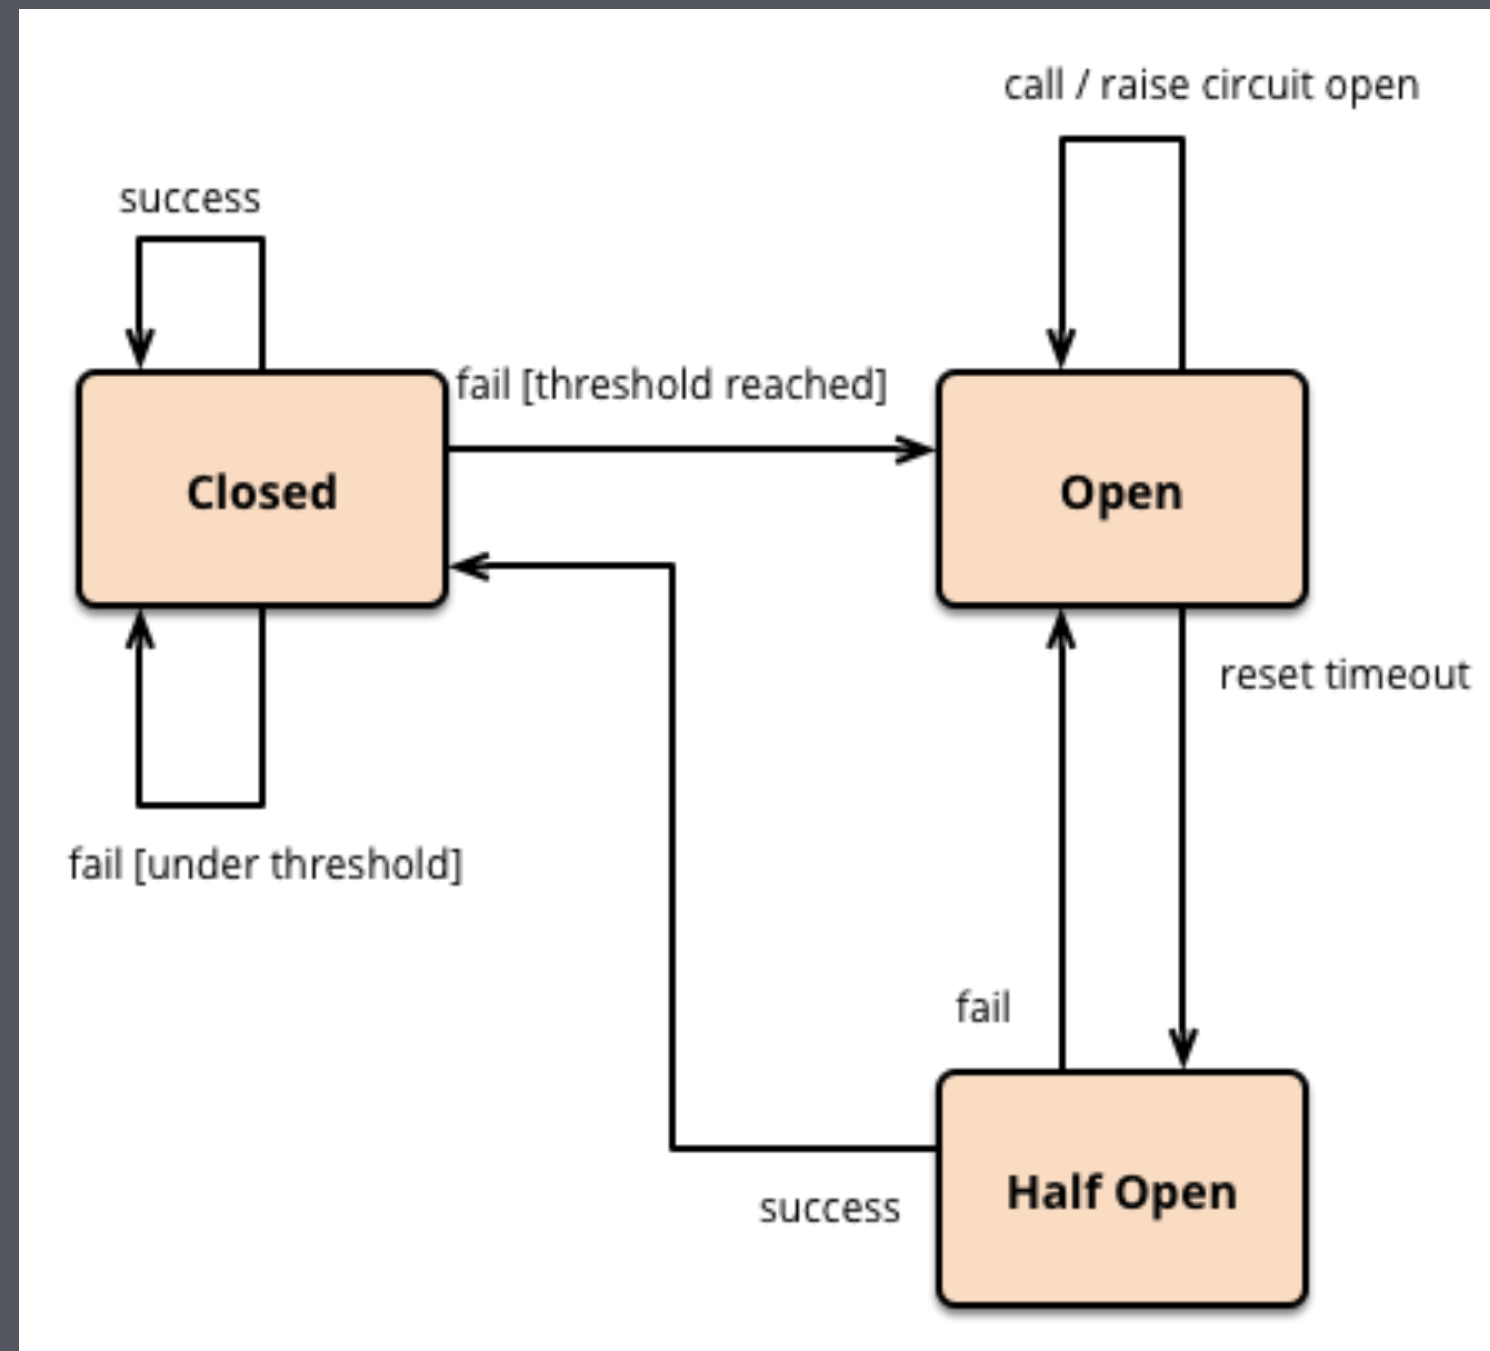 call / raise circuit open
success
fail [threshold reached]
Closed
Open
reset timeout
fail [under threshold]
fail
Half Open
success